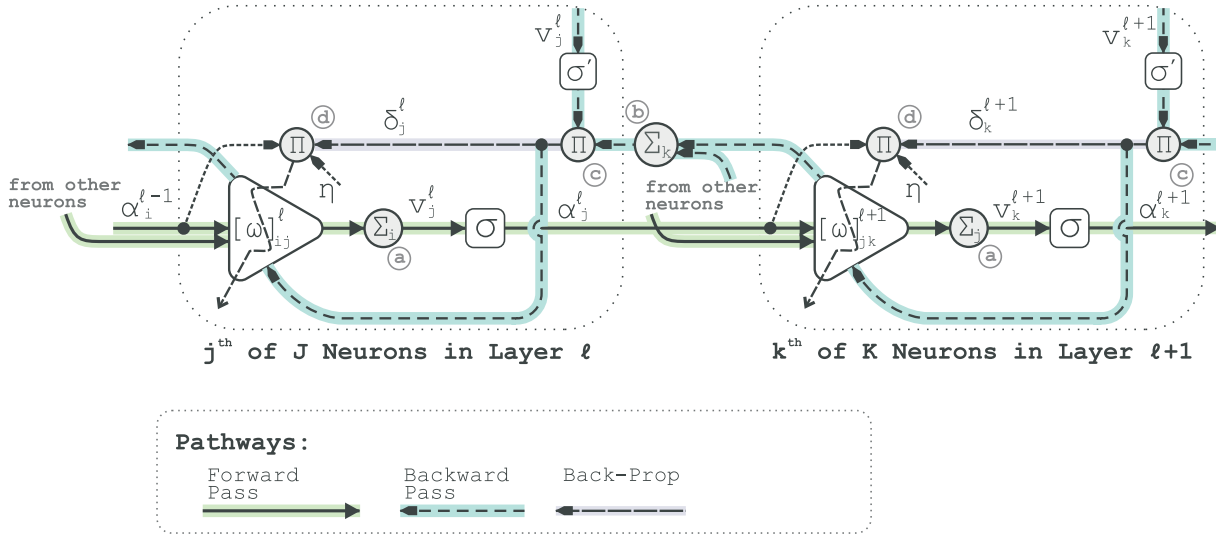 v_j^ℓ
v_k^{ℓ+1}
σ′
σ′
ⓓ
δ_j^ℓ
ⓑ
ⓓ
δ_k^{ℓ+1}
Π
Π
Σ_k
Π
Π
ⓒ
ⓒ
from other
neurons
α_i^{ℓ-1}
η
v_j^ℓ
α_j^ℓ
from other
neurons
η
v_k^{ℓ+1}
α_k^{ℓ+1}
[ω]_{ij}^ℓ
Σ_i
σ
[ω]_{jk}^{ℓ+1}
Σ_j
σ
ⓐ
ⓐ
j^{th} of J Neurons in Layer ℓ
k^{th} of K Neurons in Layer ℓ+1
Pathways:
Forward
Pass
Backward
Pass
Back-Prop